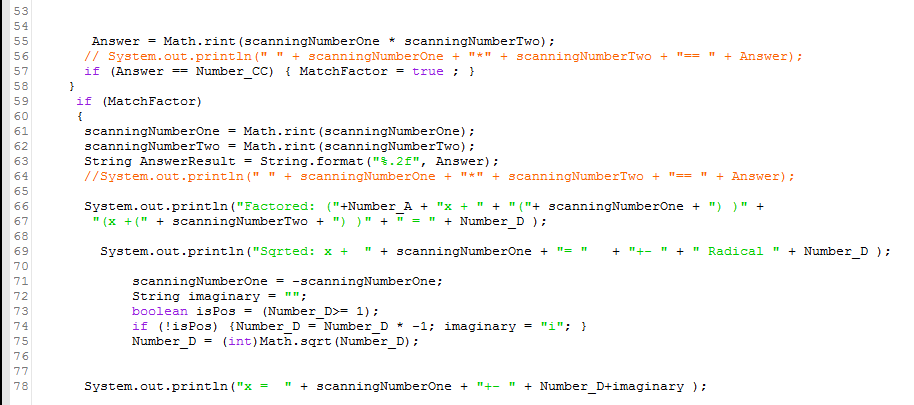 53
54
55 Answer = Math.rint(scanningNumberOne * scanningNumberTwo);
56 // System.out.println(" " + scanningNumberOne + "*" + scanningNumberTwo + "== " + Answer);
57 if (Answer == Number_CC) { MatchFactor = true ; }
58 }
59 if (MatchFactor)
60 {
61 scanningNumberOne = Math.rint(scanningNumberOne);
62 scanningNumberTwo = Math.rint(scanningNumberTwo);
63 String AnswerResult = String.format("%.2f", Answer);
64 //System.out.println(" " + scanningNumberOne + "*" + scanningNumberTwo + "== " + Answer);
65
66 System.out.println("Factored: ("+Number_A + "x + " + "("+ scanningNumberOne + ") )" +
67 "(x +(" + scanningNumberTwo + ") )" + " = " + Number_D );
68
69 System.out.println("Sqrted: x +  " + scanningNumberOne + "= "   + "+- " + " Radical " + Number_D );
70
71 scanningNumberOne = -scanningNumberOne;
72 String imaginary = "";
73 boolean isPos = (Number_D>= 1);
74 if (!isPos) {Number_D = Number_D * -1; imaginary = "i"; }
75 Number_D = (int)Math.sqrt(Number_D);
76
77
78 System.out.println("x =  " + scanningNumberOne + "+- " + Number_D+imaginary );